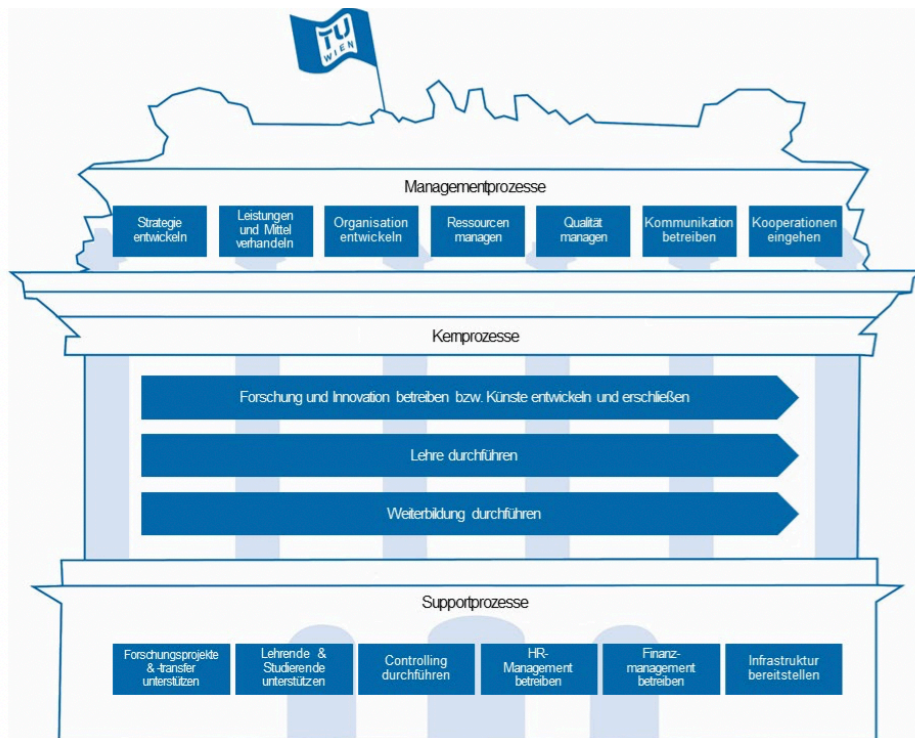 TU
WIEN
Managementprozesse
Strategie
entwickeln
Leistungen
und Mittel
verhandeln
Organisation
entwickeln
Ressourcen
managen
Qualität
managen
Kommunikation
betreiben
Kooperationen
eingehen
Kernprozesse
Forschung und Innovation betreiben bzw. Künste entwickeln und erschließen
Lehre durchführen
Weiterbildung durchführen
Supportprozesse
Forschungsprojekte
& -transfer
unterstützen
Lehrende &
Studierende
unterstützen
Controlling
durchführen
HR-
Management
betreiben
Finanz-
management
betreiben
Infrastruktur
bereitstellen